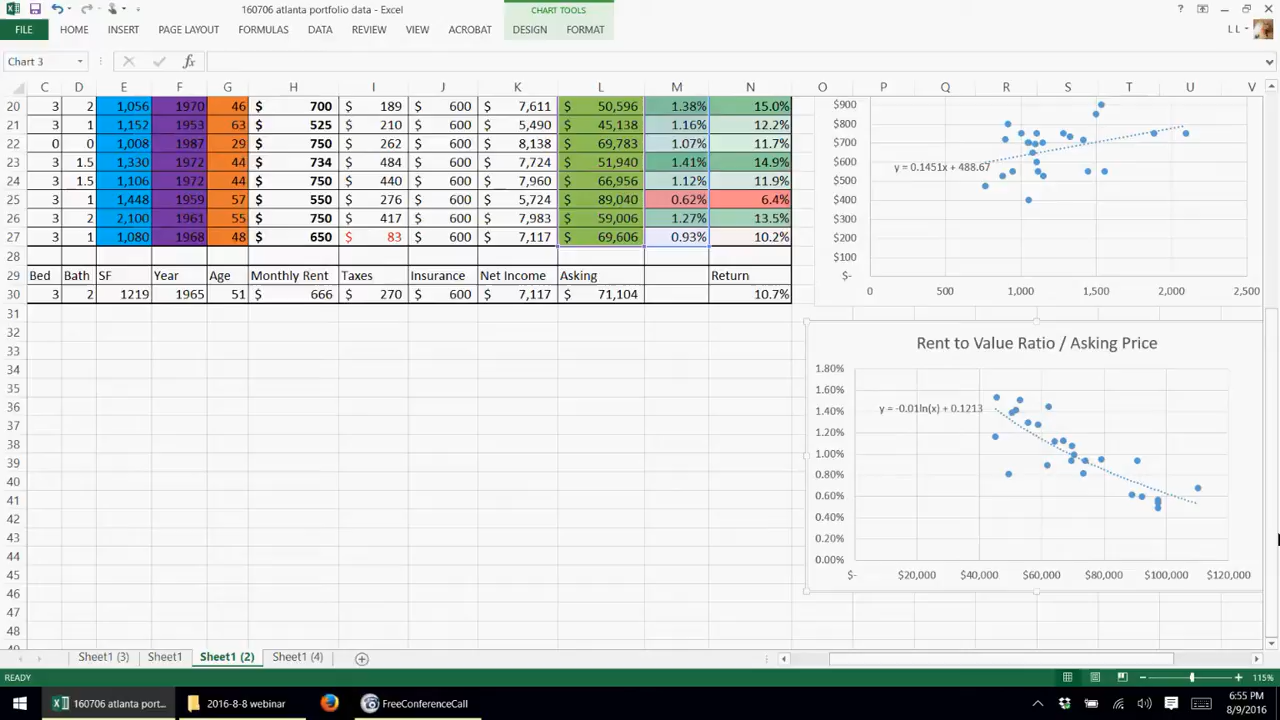 160706 atlanta portfolio data - Excel
CHART TOOLS
? 
FILE HOME INSERT PAGE LAYOUT FORMULAS DATA REVIEW VIEW ACROBAT DESIGN FORMAT L L
Chart 3 fx
C D E F G H I J K L M N O P Q R S T U V
20 3 2 1,056 1970 46 $ 700 $ 189 $ 600 $ 7,611 $ 50,596 1.38% 15.0%
21 3 1 1,152 1953 63 $ 525 $ 210 $ 600 $ 5,490 $ 45,138 1.16% 12.2%
22 0 0 1,008 1987 29 $ 750 $ 262 $ 600 $ 8,138 $ 69,783 1.07% 11.7%
23 3 1.5 1,330 1972 44 $ 734 $ 484 $ 600 $ 7,724 $ 51,940 1.41% 14.9%
24 3 1.5 1,106 1972 44 $ 750 $ 440 $ 600 $ 7,960 $ 66,956 1.12% 11.9%
25 3 1 1,448 1959 57 $ 550 $ 276 $ 600 $ 5,724 $ 89,040 0.62% 6.4%
26 3 2 2,100 1961 55 $ 750 $ 417 $ 600 $ 7,983 $ 59,006 1.27% 13.5%
27 3 1 1,080 1968 48 $ 650 $ 83 $ 600 $ 7,117 $ 69,606 0.93% 10.2%
28
29 Bed Bath SF Year Age Monthly Rent Taxes Insurance Net Income Asking Return
30 3 2 1219 1965 51 $ 666 $ 270 $ 600 $ 7,117 $ 71,104 10.7%
31
32
33
34
35
36
37
38
39
40
41
42
43
44
45
46
47
48
$900
$800
$700
$600
$500
$400
$300
$200
$100
$-
y = 0.1451x + 488.67
0 500 1,000 1,500 2,000 2,500
Rent to Value Ratio / Asking Price
1.80%
1.60%
1.40%
1.20%
1.00%
0.80%
0.60%
0.40%
0.20%
0.00%
y = -0.01ln(x) + 0.1213
$- $20,000 $40,000 $60,000 $80,000 $100,000 $120,000
Sheet1 (3) Sheet1 Sheet1 (2) Sheet1 (4)
READY 115%
160706 atlanta port... 2016-8-8 webinar FreeConferenceCall 6:55 PM
8/9/2016